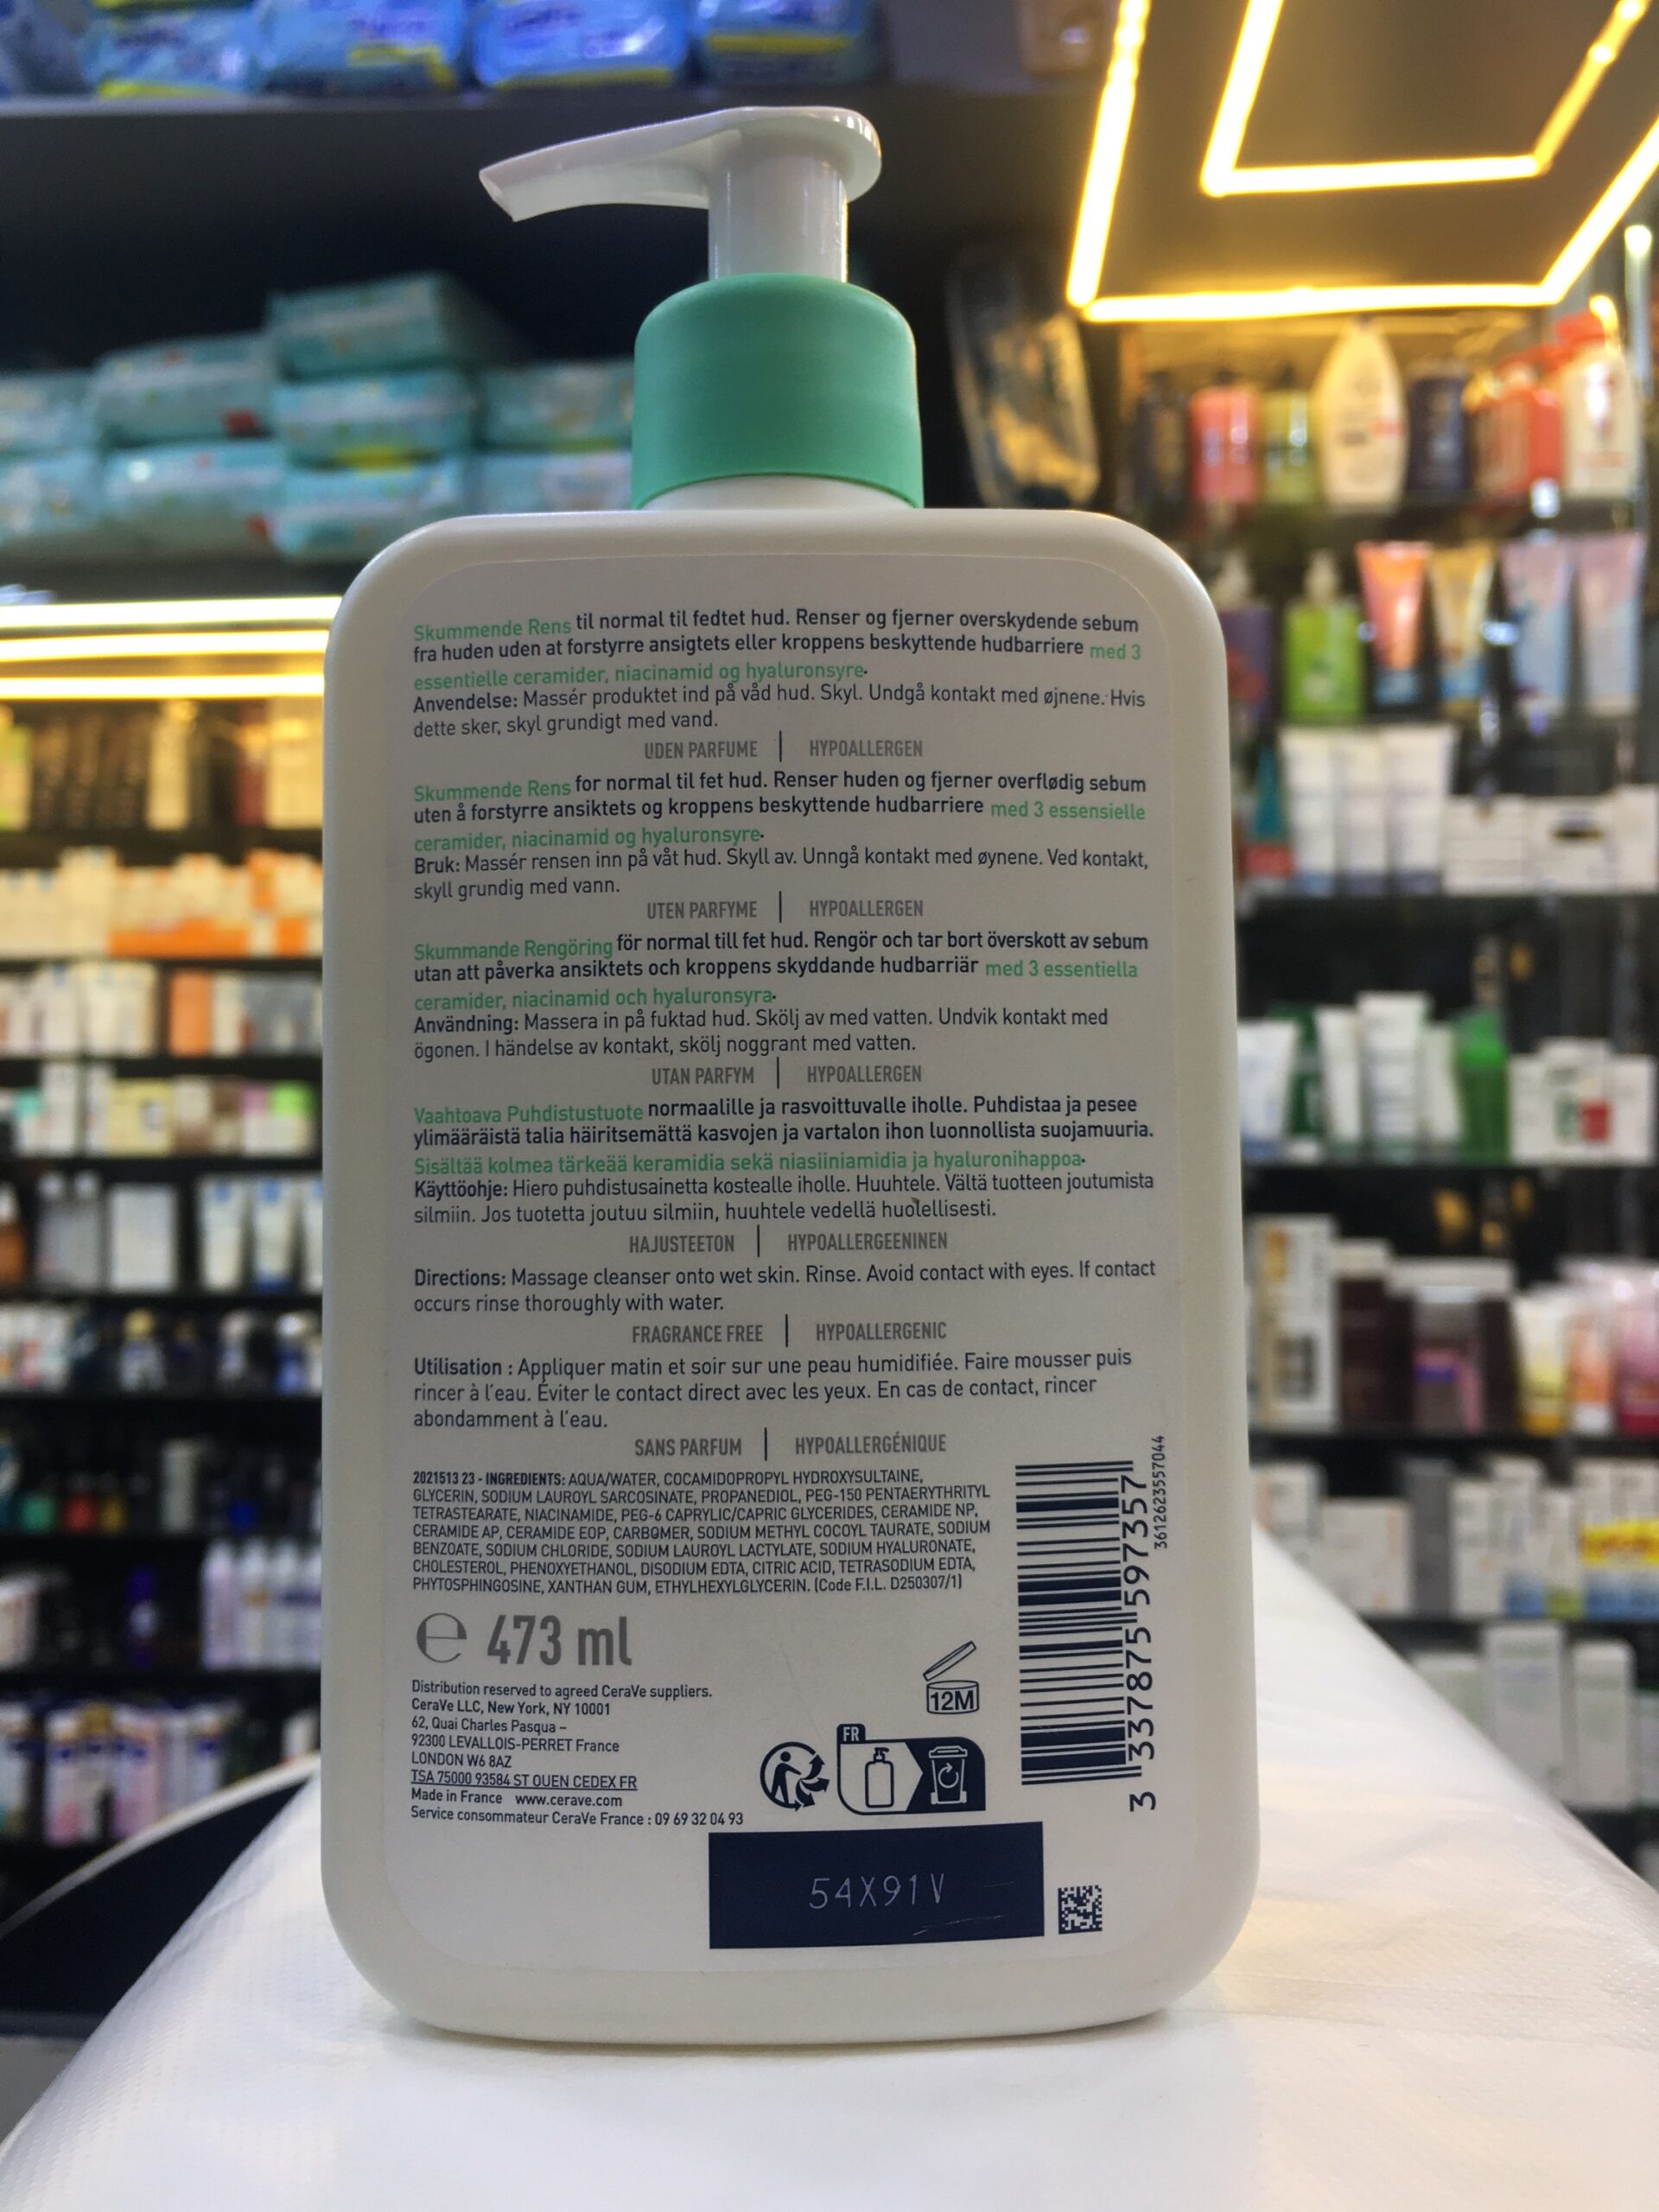 Skummende Rens til normal til fedtet hud. Renser og fjerner overskydende sebum
fra huden uden at forstyrre ansigtets eller kroppens beskyttende hudbarriere med 3
essentielle ceramider, niacinamid og hyaluronsyre.
Anvendelse: Massér produktet ind på våd hud. Skyl. Undgå kontakt med øjnene. Hvis
dette sker, skyl grundigt med vand.
UDEN PARFUME | HYPOALLERGEN
Skummende Rens for normal til fet hud. Renser huden og fjerner overflødig sebum
uten å forstyrre ansiktets og kroppens beskyttende hudbarriere med 3 essensielle
ceramider, niacinamid og hyaluronsyre.
Bruk: Massér rensen inn på våt hud. Skyll av. Unngå kontakt med øynene. Ved kontakt,
skyll grundig med vann.
UTEN PARFYME | HYPOALLERGEN
Skummande Rengöring för normal till fet hud. Rengör och tar bort överskott av sebum
utan att påverka ansiktets och kroppens skyddande hudbarriär med 3 essentiella
ceramider, niacinamid och hyaluronsyra.
Användning: Massera in på fuktad hud. Skölj av med vatten. Undvik kontakt med
ögonen. I händelse av kontakt, skölj noggrant med vatten.
UTAN PARFYM | HYPOALLERGEN
Vaahtoava Puhdistustuote normaalille ja rasvoittuvalle iholle. Puhdistaa ja pesee
ylimääräistä talia häiritsemättä kasvojen ja vartalon ihon luonnollista suojamuuria.
Sisältää kolmea tärkeää keramidia sekä niasiiniamidia ja hyaluronihappoa.
Käyttöohje: Hiero puhdistusainetta kostealle iholle. Huuhtele. Vältä tuotteen joutumista
silmiin. Jos tuotetta joutuu silmiin, huuhtele vedellä huolellisesti.
HAJUSTEETON | HYPOALLERGEENINEN
Directions: Massage cleanser onto wet skin. Rinse. Avoid contact with eyes. If contact
occurs rinse thoroughly with water.
FRAGRANCE FREE | HYPOALLERGENIC
Utilisation : Appliquer matin et soir sur une peau humidifiée. Faire mousser puis
rincer à l'eau. Éviter le contact direct avec les yeux. En cas de contact, rincer
abondamment à l'eau.
SANS PARFUM | HYPOALLERGÉNIQUE
2021513 23 - INGREDIENTS: AQUA/WATER, COCAMIDOPROPYL HYDROXYSULTAINE,
GLYCERIN, SODIUM LAUROYL SARCOSINATE, PROPANEDIOL, PEG-150 PENTAERYTHRITYL
TETRASTEARATE, NIACINAMIDE, PEG-6 CAPRYLIC/CAPRIC GLYCERIDES, CERAMIDE NP,
CERAMIDE AP, CERAMIDE EOP, CARBOMER, SODIUM METHYL COCOYL TAURATE, SODIUM
BENZOATE, SODIUM CHLORIDE, SODIUM LAUROYL LACTYLATE, SODIUM HYALURONATE,
CHOLESTEROL, PHENOXYETHANOL, DISODIUM EDTA, CITRIC ACID, TETRASODIUM EDTA,
PHYTOSPHINGOSINE, XANTHAN GUM, ETHYLHEXYLGLYCERIN. (Code F.I.L. D250307/1)
e 473 ml
Distribution reserved to agreed CeraVe suppliers.
CeraVe LLC, New York, NY 10001
62, Quai Charles Pasqua –
92300 LEVALLOIS-PERRET France
LONDON W6 8AZ
TSA 75000 93584 ST OUEN CEDEX FR
Made in France www.cerave.com
Service consommateur CeraVe France : 09 69 32 04 93
12M
FR
3 337875 597357
3612623557044
54X91V